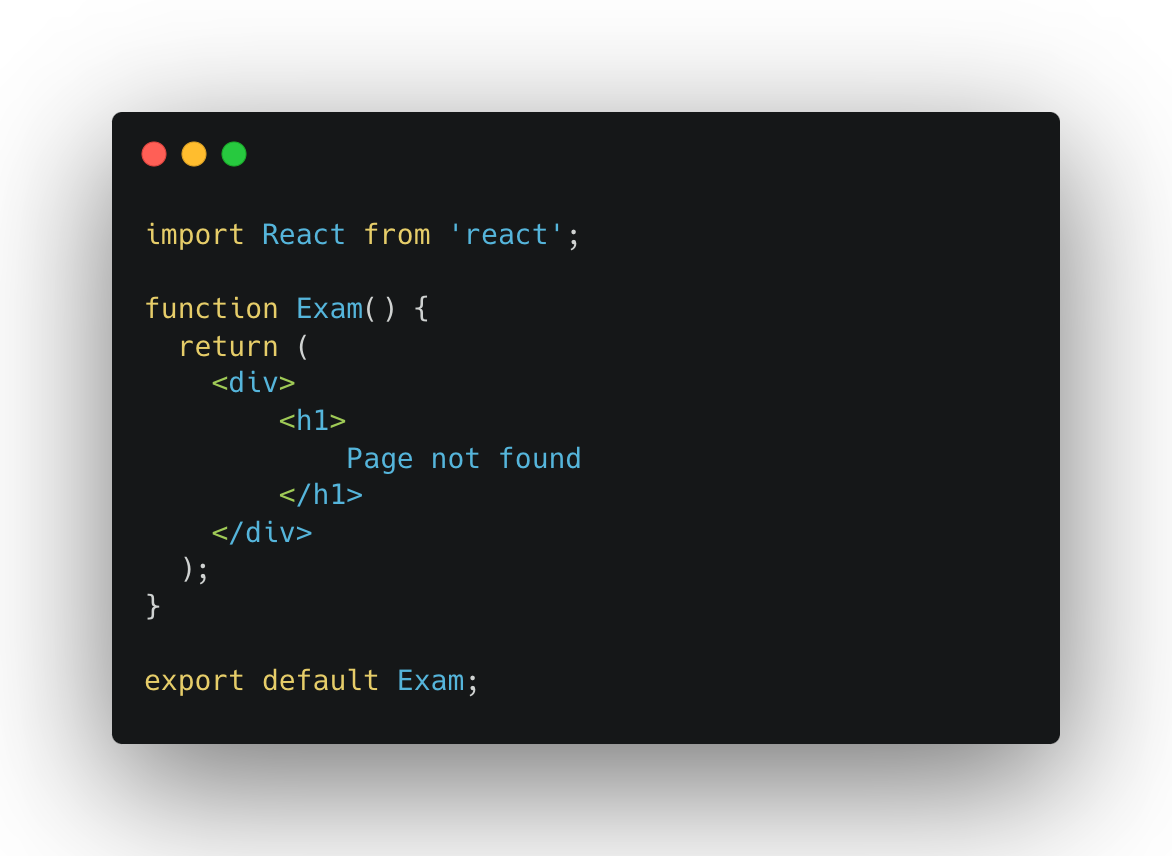 import React from 'react';

function Exam() {
  return (
    <div>
        <h1>
            Page not found
        </h1>
    </div>
  );
}

export default Exam;